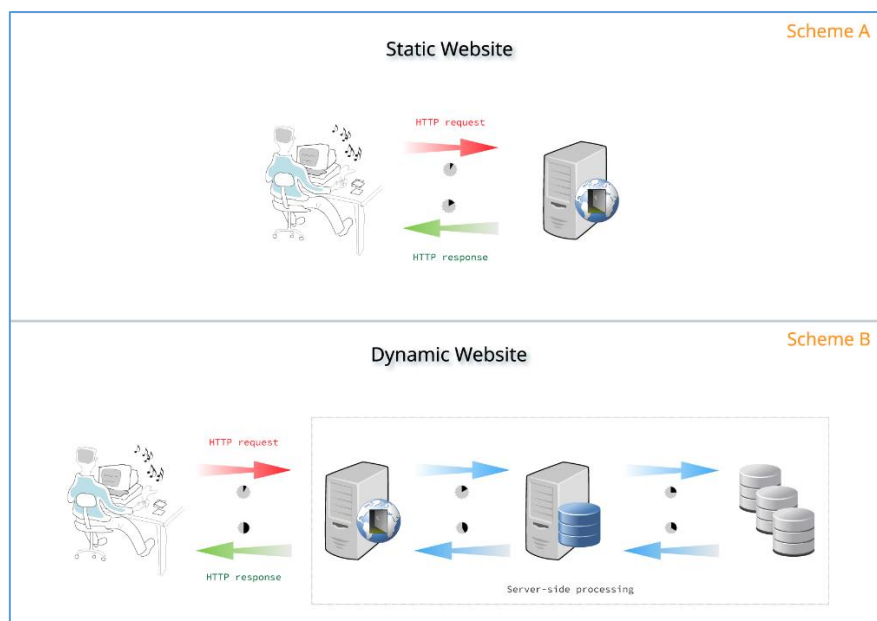 Scheme A
Static Website
HTTP request
HTTP response
Scheme B
Dynamic Website
HTTP request
HTTP response
Server-side processing